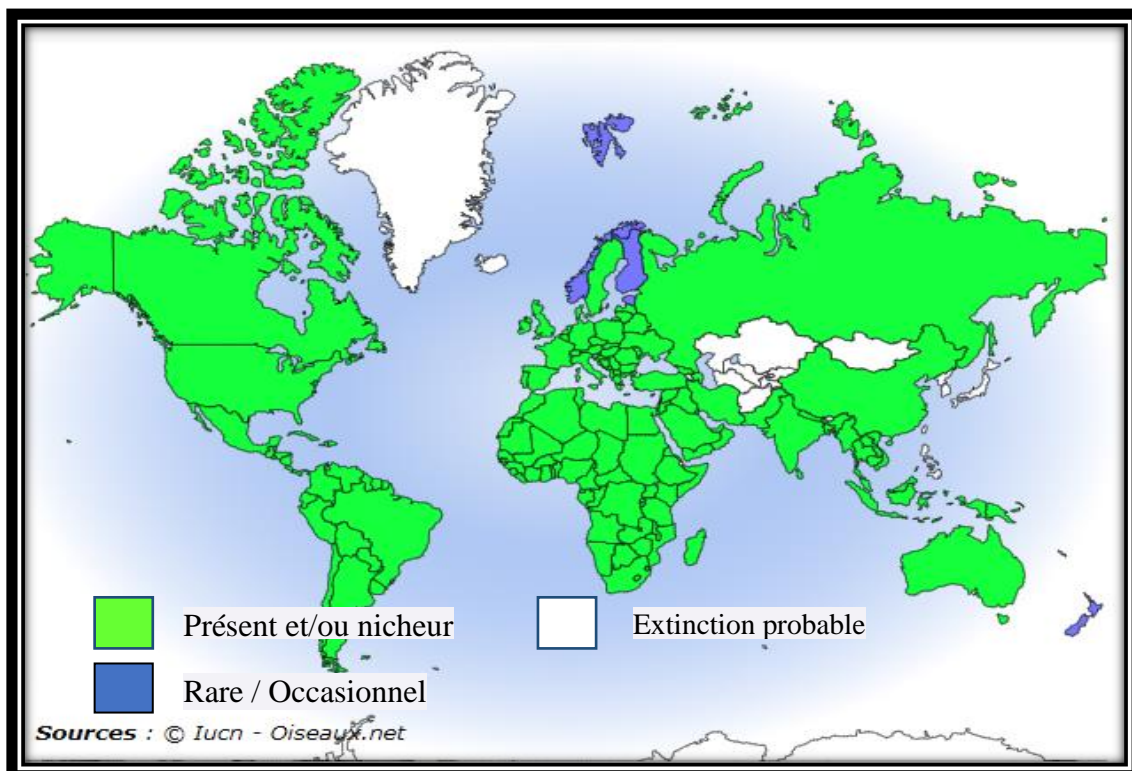 Présent et/ou nicheur
Extinction probable
Rare / Occasionnel
Sources : © Iucn - Oiseaux.net